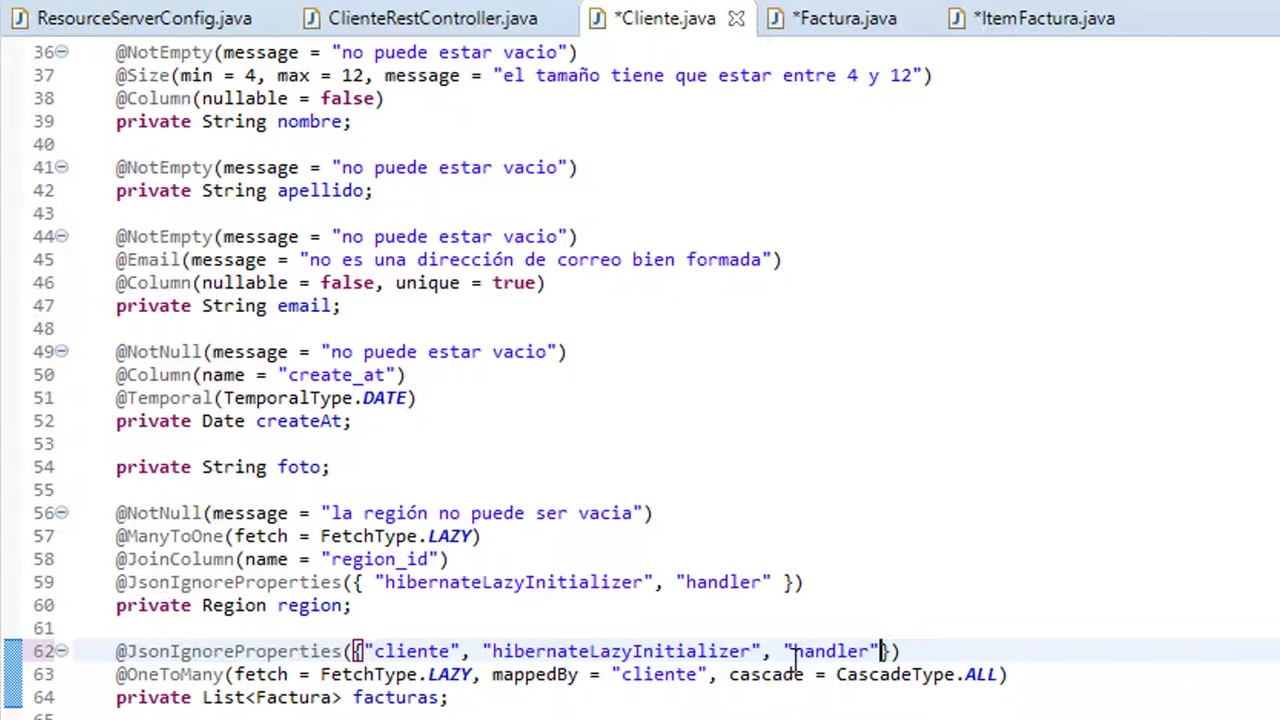 ResourceServerConfig.java ClienteRestController.java *Cliente.java *Factura.java *ItemFactura.java
36 @NotEmpty(message = "no puede estar vacio")
37 @Size(min = 4, max = 12, message = "el tamaño tiene que estar entre 4 y 12")
38 @Column(nullable = false)
39 private String nombre;
40
41 @NotEmpty(message = "no puede estar vacio")
42 private String apellido;
43
44 @NotEmpty(message = "no puede estar vacio")
45 @Email(message = "no es una dirección de correo bien formada")
46 @Column(nullable = false, unique = true)
47 private String email;
48
49 @NotNull(message = "no puede estar vacio")
50 @Column(name = "create_at")
51 @Temporal(TemporalType.DATE)
52 private Date createAt;
53
54 private String foto;
55
56 @NotNull(message = "la región no puede ser vacia")
57 @ManyToOne(fetch = FetchType.LAZY)
58 @JoinColumn(name = "region_id")
59 @JsonIgnoreProperties({ "hibernateLazyInitializer", "handler" })
60 private Region region;
61
62 @JsonIgnoreProperties({"cliente", "hibernateLazyInitializer", "handler"})
63 @OneToMany(fetch = FetchType.LAZY, mappedBy = "cliente", cascade = CascadeType.ALL)
64 private List<Factura> facturas;
65